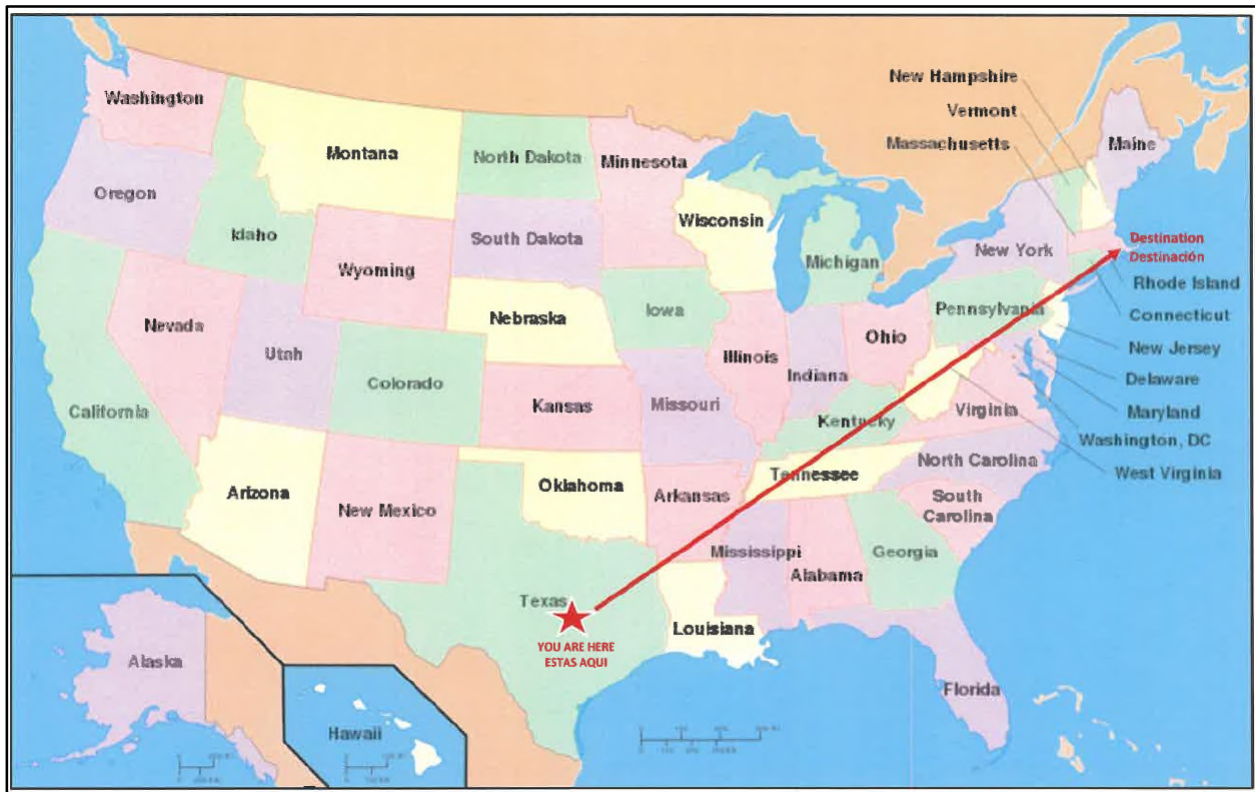 New Hampshire
Vermont
Massachusetts
Washington
Montana
North Dakota
Minnesota
Maine
Oregon
Idaho
Wisconsin
South Dakota
Michigan
New York
Destination
Destinación
Wyoming
Rhode Island
Iowa
Pennsylvania
Connecticut
Nebraska
Nevada
Ohio
New Jersey
Utah
Illinois
Indiana
Colorado
Delaware
Kansas
Missouri
California
Kentucky
Virginia
Maryland
Washington, DC
North Carolina
West Virginia
Tennessee
Oklahoma
Arizona
Arkansas
New Mexico
South
Carolina
Mississippi
Georgia
Alabama
Texas
Louisiana
YOU ARE HERE
ESTAS AQUI
Alaska
Florida
Hawaii